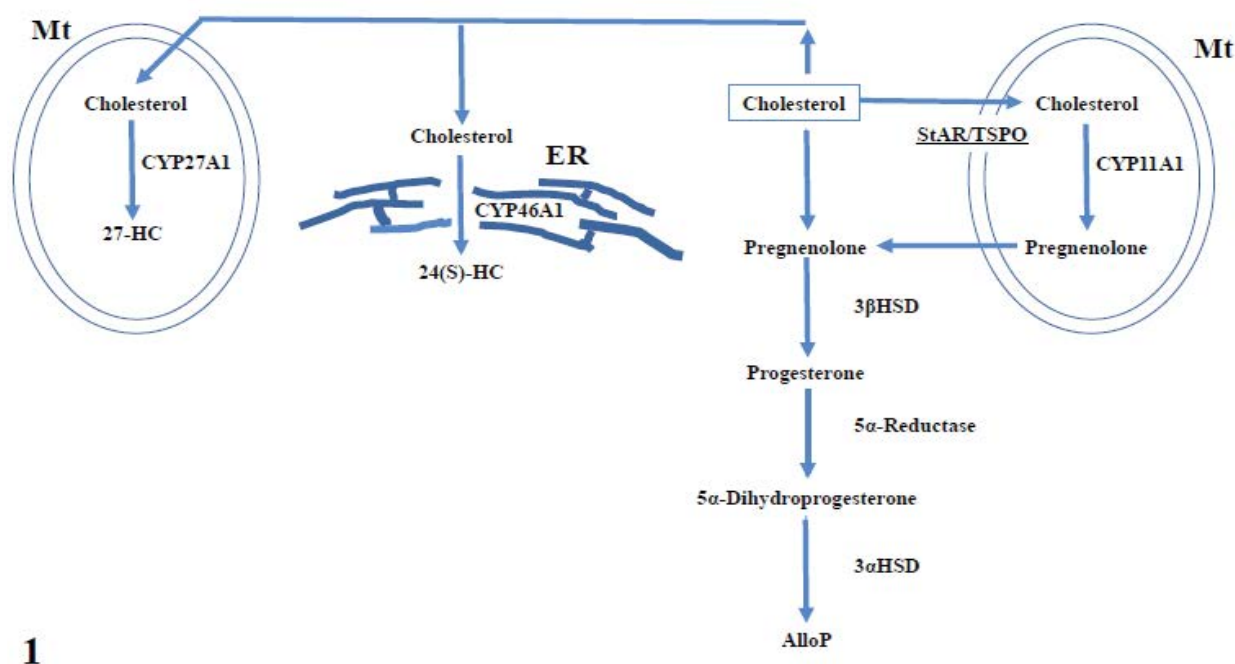 Mt
Mt
Cholesterol
Cholesterol
Cholesterol
StAR/TSPO
Cholesterol
ER
CYP27A1
CYP11A1
CYP46A1
27-HC
Pregnenolone
Pregnenolone
24(S)-HC
3βHSD
Progesterone
5α-Reductase
5α-Dihydroprogesterone
3αHSD
AlloP
1